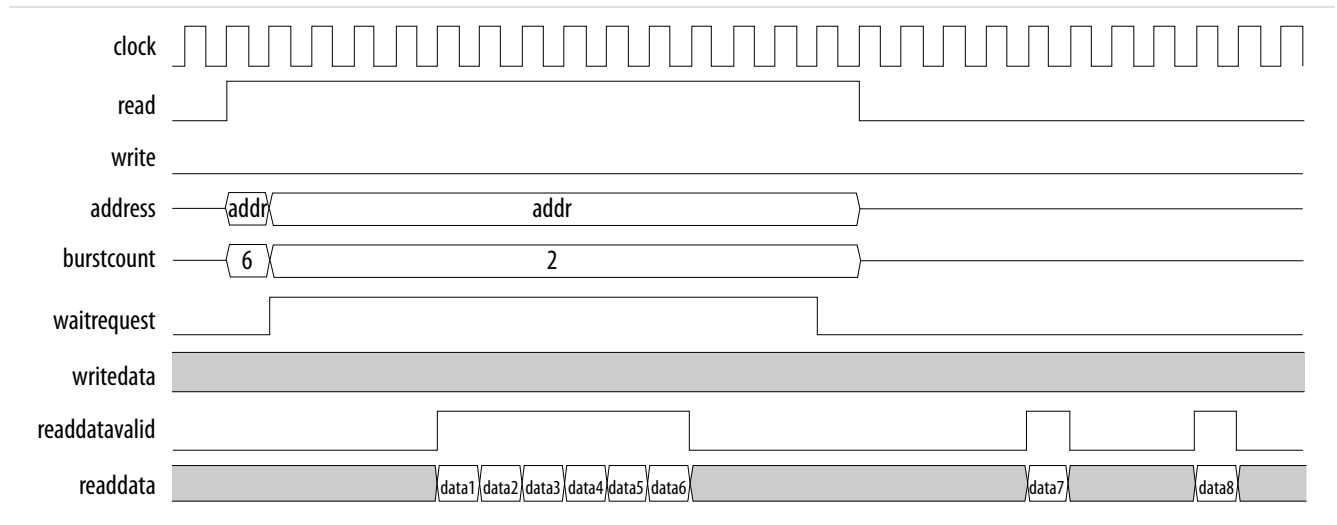 clock
read
write
address addr addr
burstcount 6 2
waitrequest
writedata
readdatavalid
readdata data1 data2 data3 data4 data5 data6 data7 data8